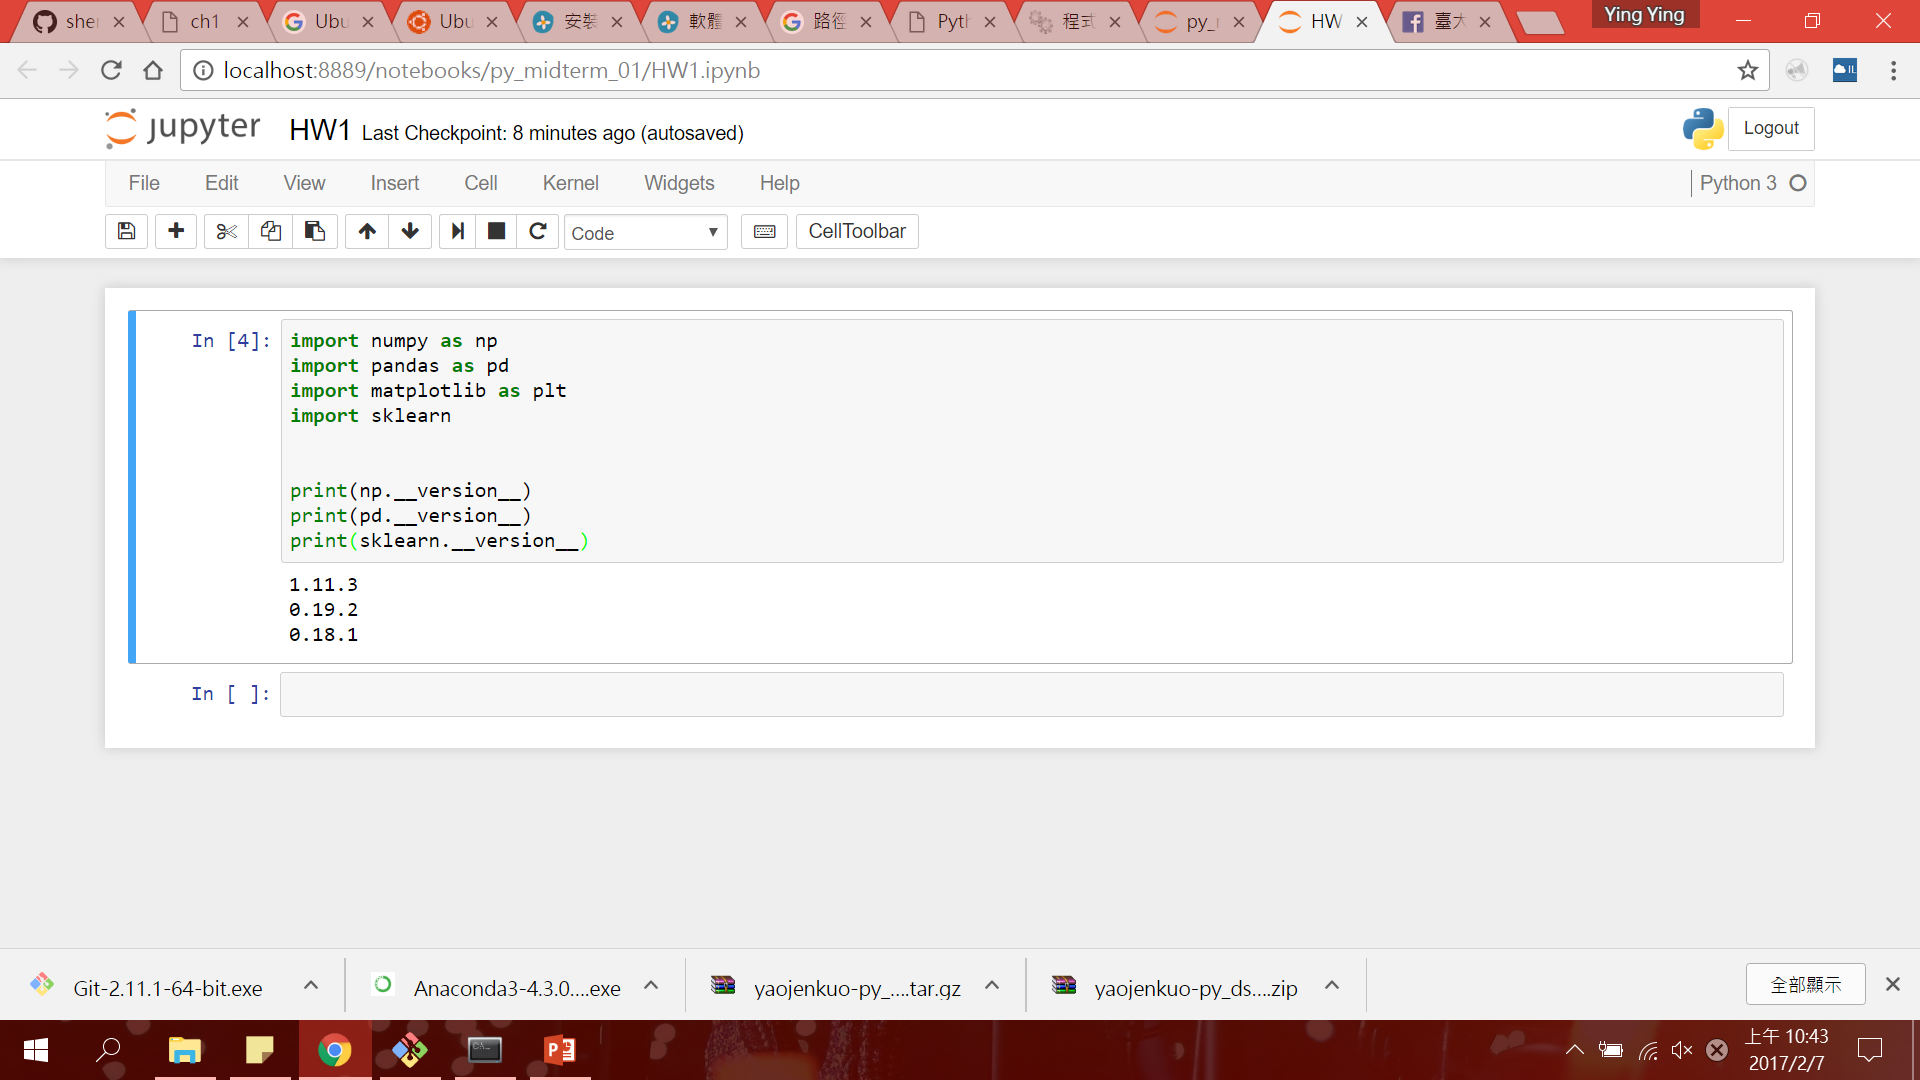 sher
ch1
Ubu
Ubu
安裝
軟體
路徑
Pyth
程式
py_
HW
臺大
Ying Ying
localhost:8889/notebooks/py_midterm_01/HW1.ipynb
jupyter HW1 Last Checkpoint: 8 minutes ago (autosaved)
Logout
File Edit View Insert Cell Kernel Widgets Help
Python 3
Code
CellToolbar
In [4]:
import numpy as np
import pandas as pd
import matplotlib as plt
import sklearn
print(np.__version__)
print(pd.__version__)
print(sklearn.__version__)
1.11.3
0.19.2
0.18.1
In [ ]:
Git-2.11.1-64-bit.exe
Anaconda3-4.3.0....exe
yaojenkuo-py_....tar.gz
yaojenkuo-py_ds....zip
全部顯示
上午 10:43
2017/2/7